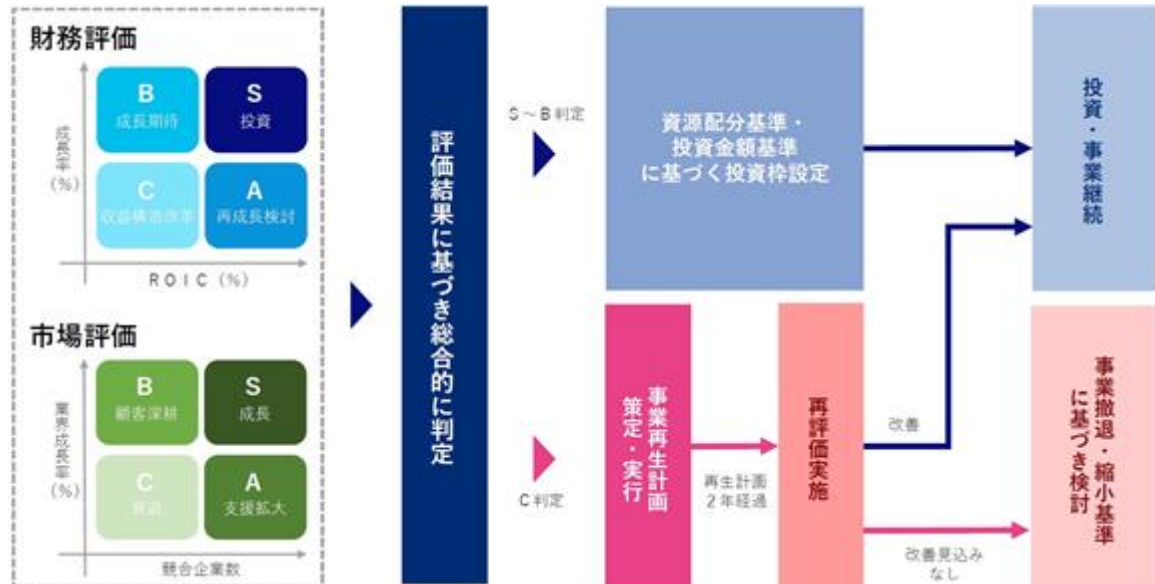 財務評価
成長率
(%)
B
成長期待
S
投資
C
収益構造改革
A
再成長検討
ROIC (%)
市場評価
業界成長率
(%)
B
顧客深耕
S
成長
C
A
支援拡大
競合企業数
評価結果に基づき総合的に判定
S～B判定
C判定
資源配分基準・
投資金額基準
に基づく投資枠設定
事業再生計画
策定・実行
再生計画
2年経過
再評価実施
改善
改善見込み
なし
投資・事業継続
事業撤退・縮小基準
に基づき検討